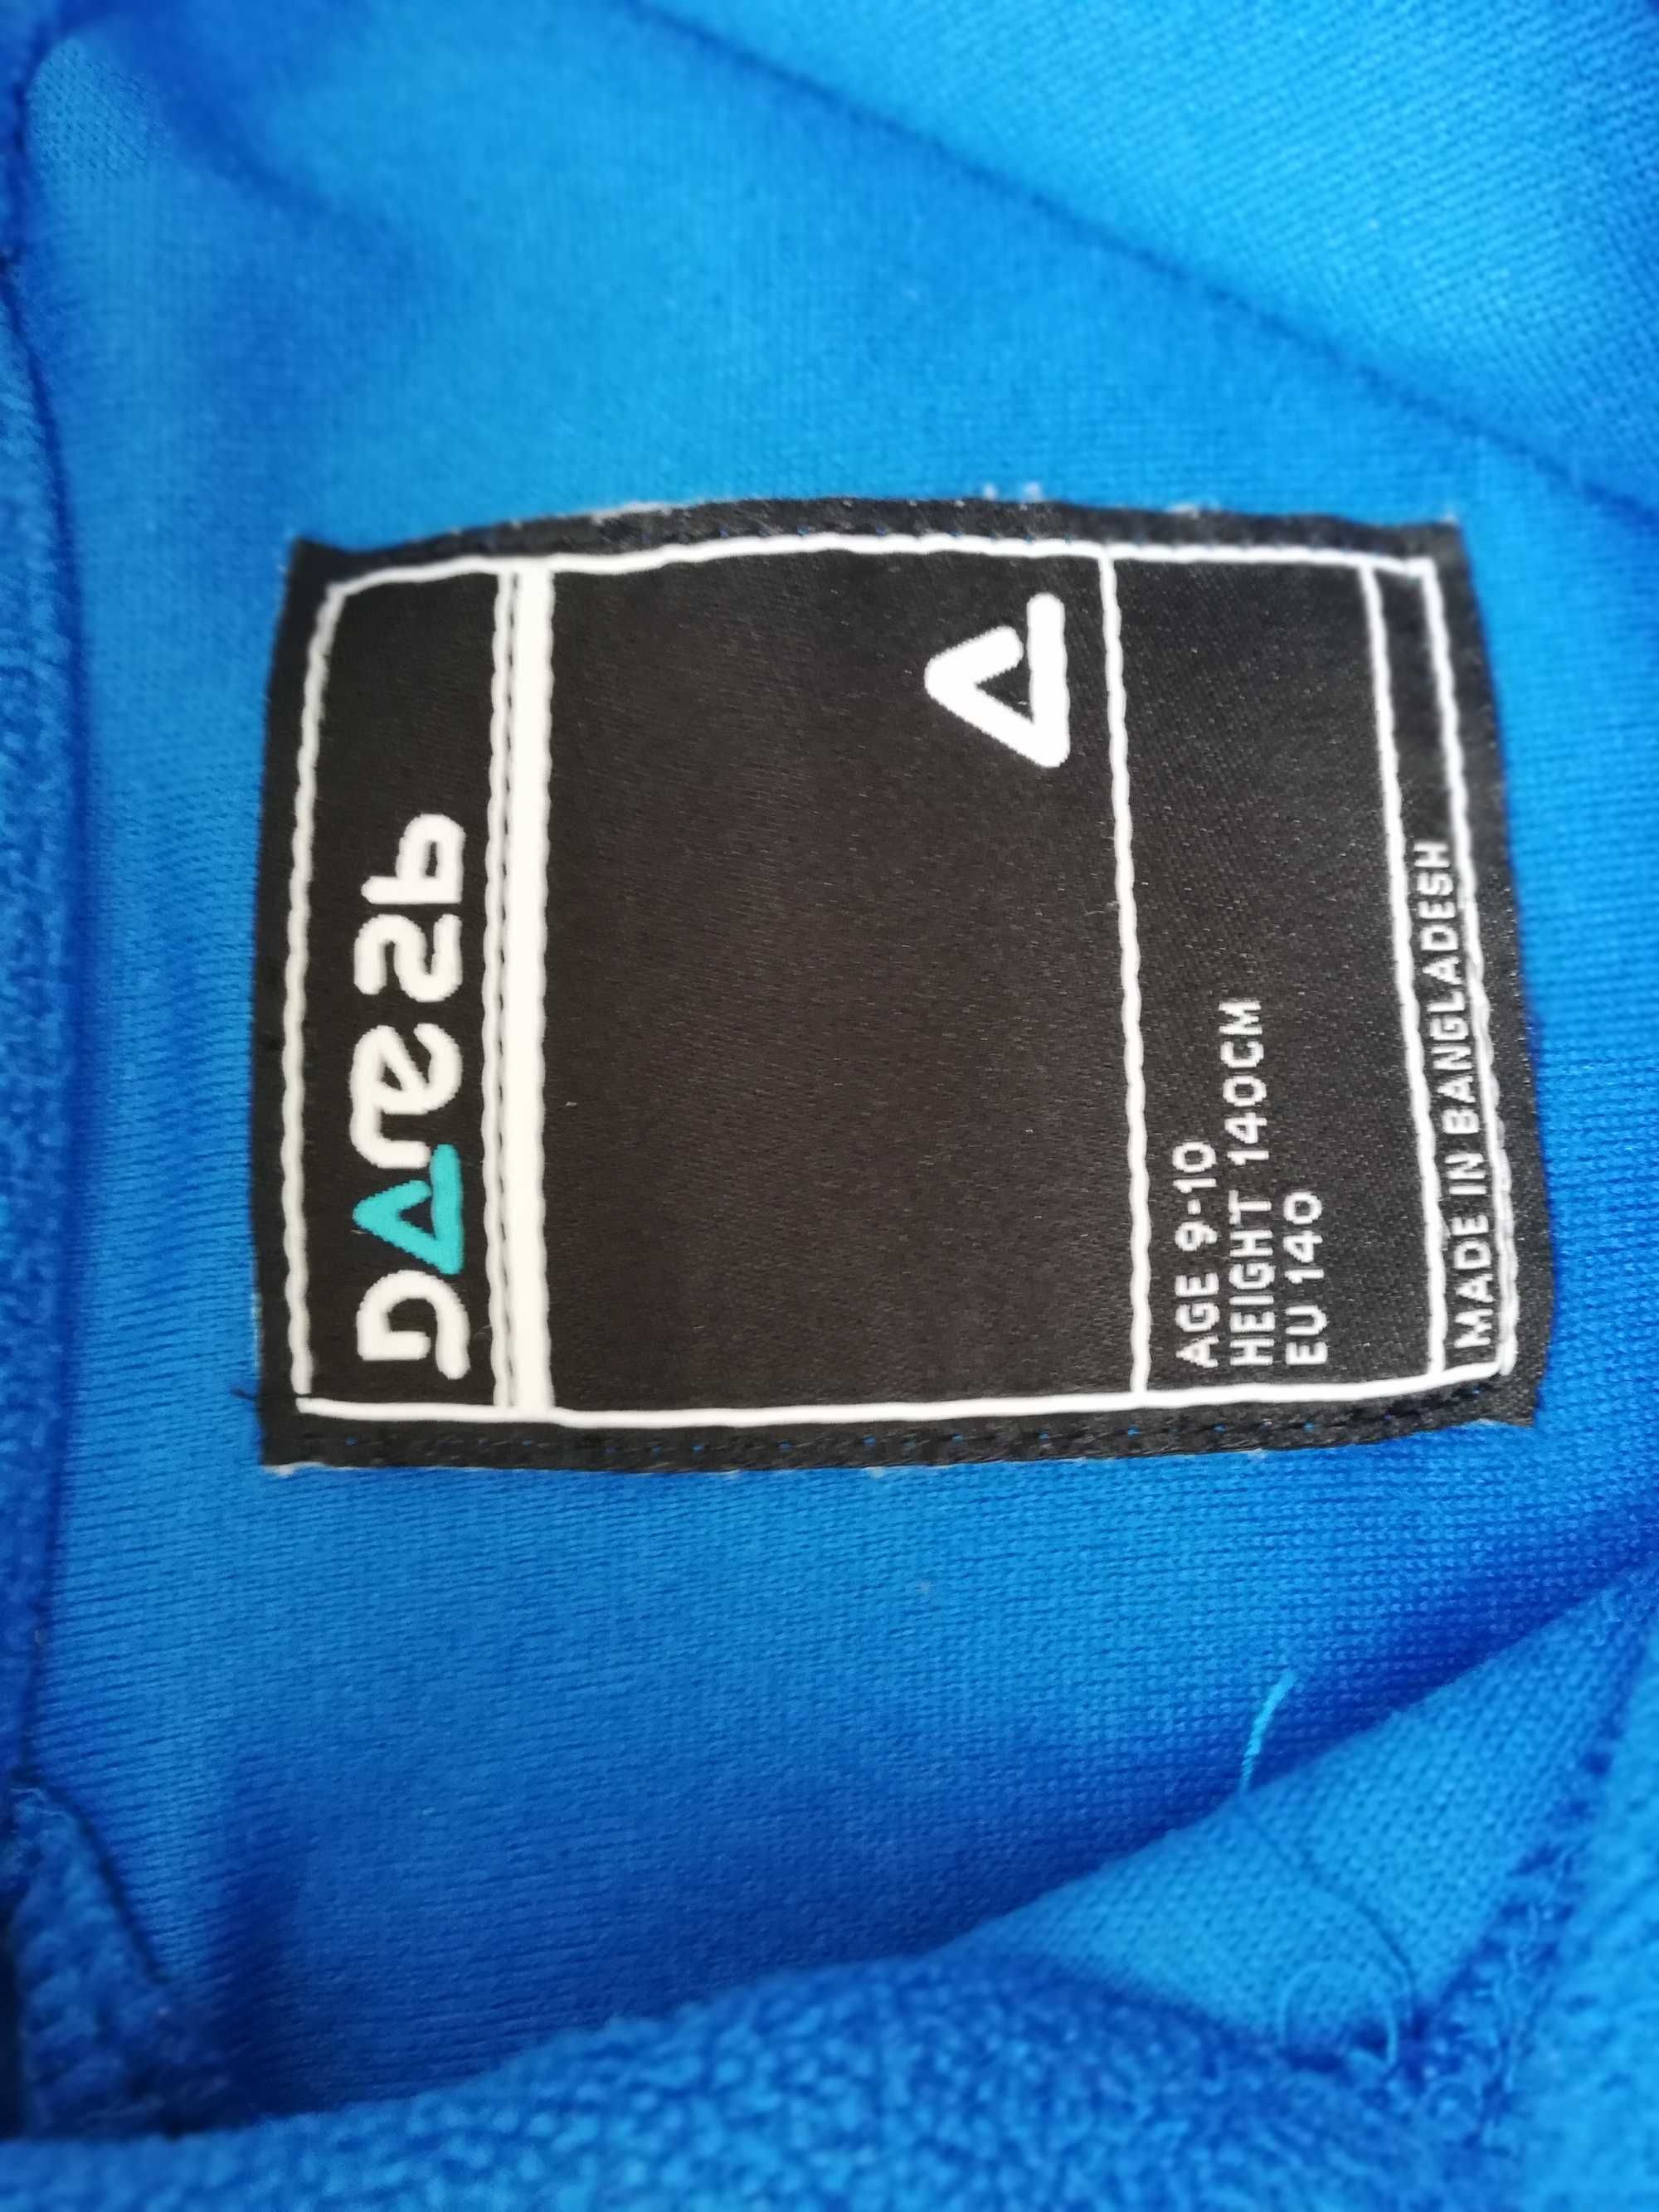 DAre2b
AGE 9-10
HEIGHT 140CM
EU 140
MADE IN BANGLADESH